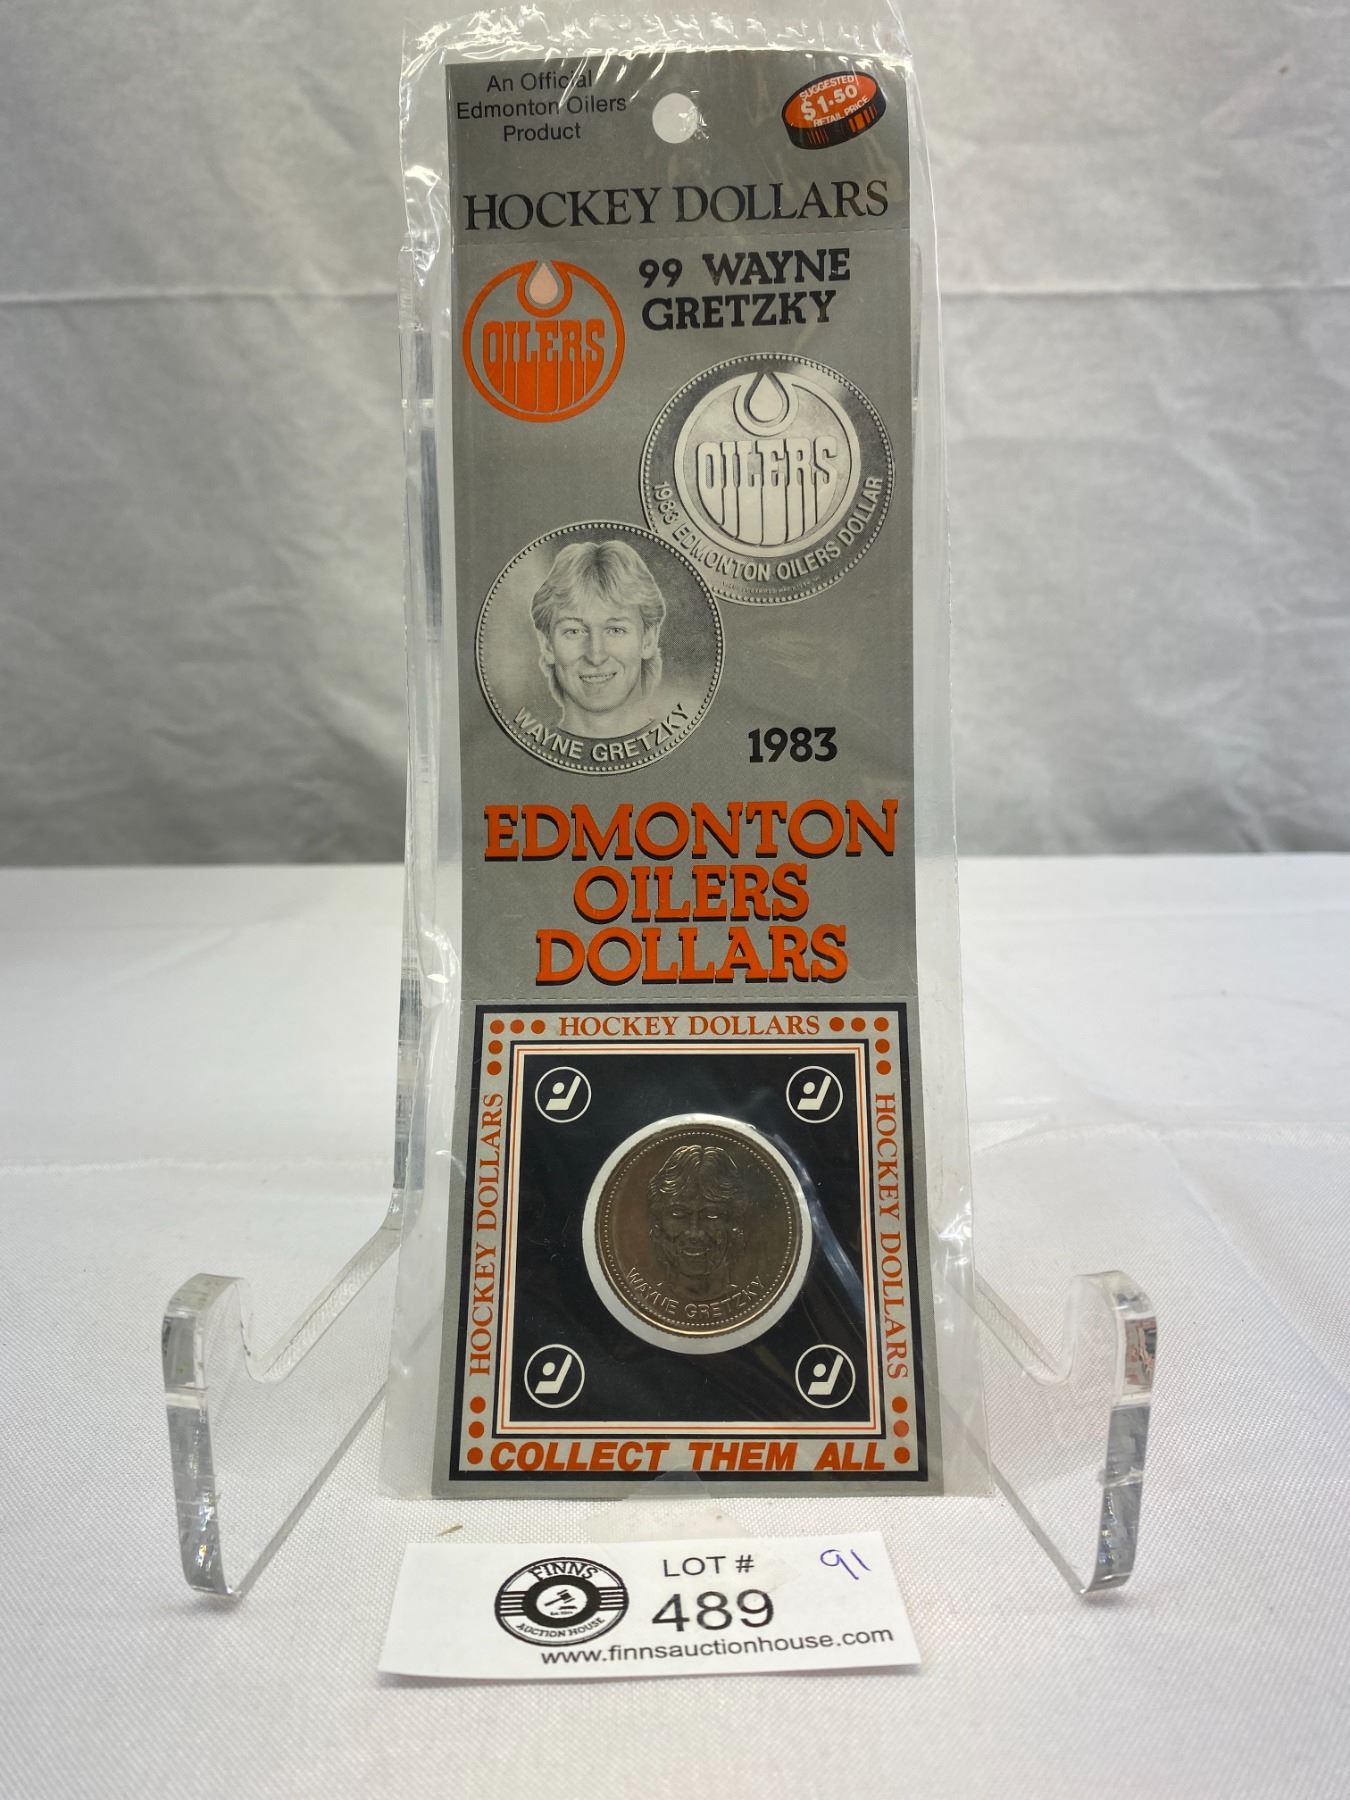 An Official
Edmonton Oilers
Product
SUGGESTED
$1.50
RETAIL PRICE
HOCKEY DOLLARS
99 WAYNE
GRETZKY
OILERS
OILERS
1983 EDMONTON OILERS DOLLAR
WAYNE GRETZKY
1983
EDMONTON
OILERS
DOLLARS
HOCKEY DOLLARS
HOCKEY DOLLARS
HOCKEY DOLLARS
WAYNE GRETZKY
COLLECT THEM ALL
FINNS
AUCTION HOUSE
LOT #
91
489
www.finnsauctionhouse.com